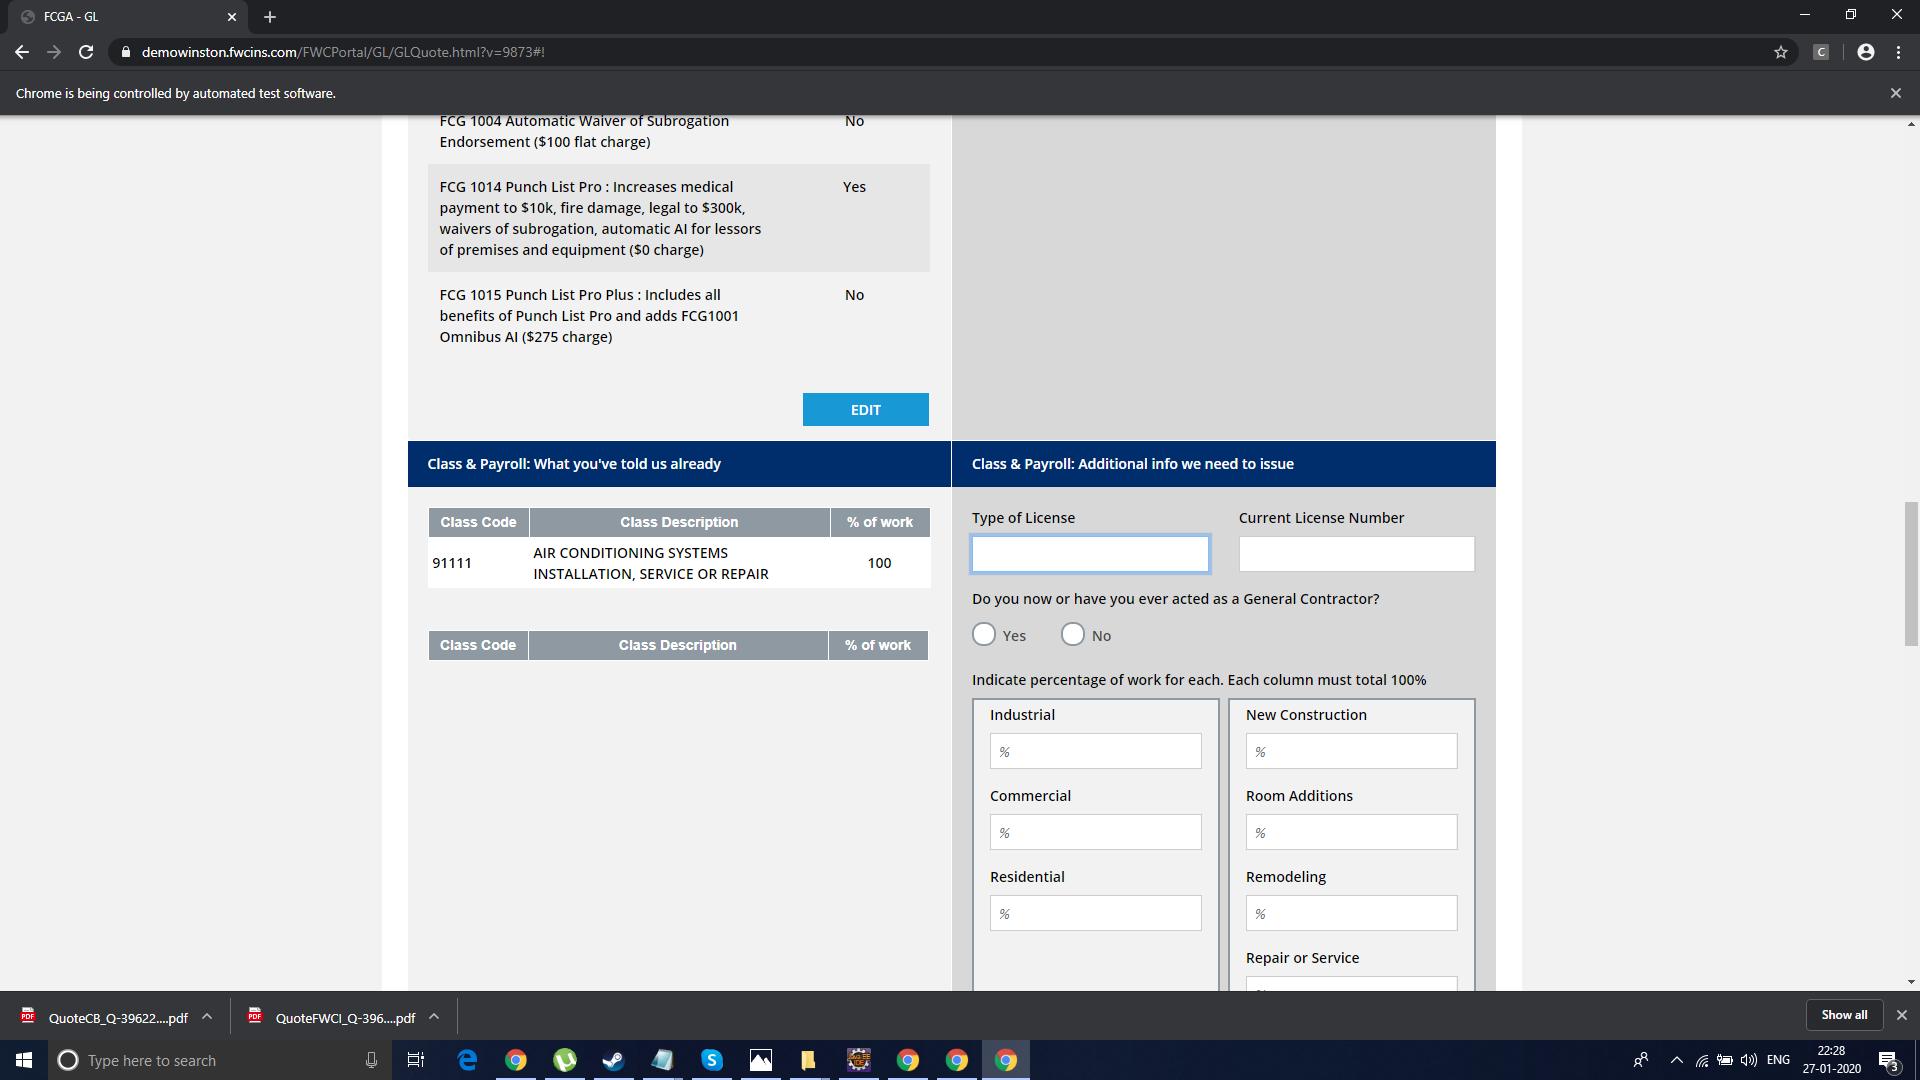 FCGA - GL
demowinston.fwcins.com/FWCPortal/GL/GLQuote.html?v=9873#!
C
Chrome is being controlled by automated test software.
FCG 1004 Automatic Waiver of Subrogation
Endorsement ($100 flat charge)
No
FCG 1014 Punch List Pro : Increases medical
payment to $10k, fire damage, legal to $300k,
waivers of subrogation, automatic AI for lessors
of premises and equipment ($0 charge)
Yes
FCG 1015 Punch List Pro Plus : Includes all
benefits of Punch List Pro and adds FCG1001
Omnibus AI ($275 charge)
No
EDIT
Class & Payroll: What you've told us already
Class Code Class Description % of work
91111
AIR CONDITIONING SYSTEMS
INSTALLATION, SERVICE OR REPAIR
100
Class Code Class Description % of work
Class & Payroll: Additional info we need to issue
Type of License
Current License Number
Do you now or have you ever acted as a General Contractor?
Yes No
Indicate percentage of work for each. Each column must total 100%
Industrial
%
Commercial
%
Residential
%
New Construction
%
Room Additions
%
Remodeling
%
Repair or Service
QuoteCB_Q-39622....pdf
QuoteFWCI_Q-396....pdf
Show all
Type here to search
ENG
22:28
27-01-2020
3